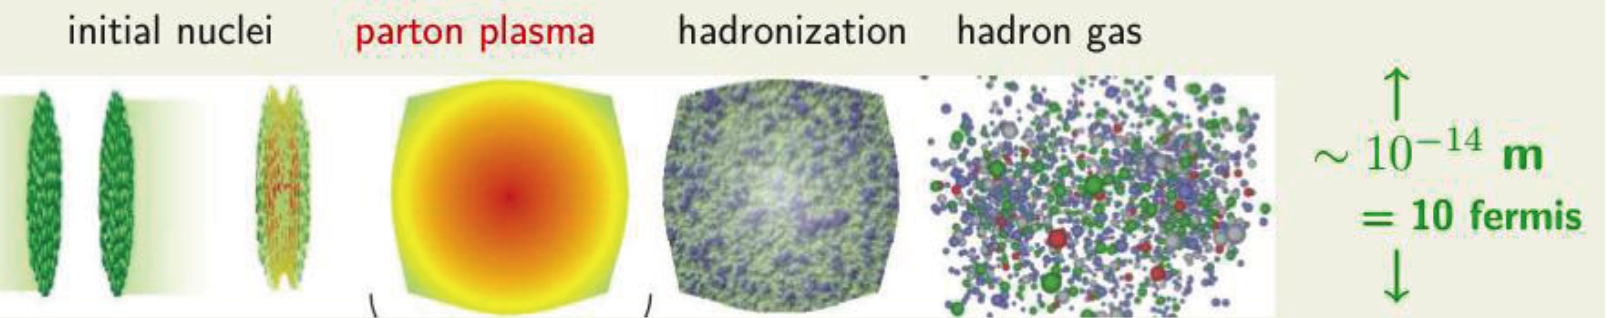 initial nuclei parton plasma hadronization hadron gas
↑
∼ 10⁻¹⁴ m
= 10 fermis
↓